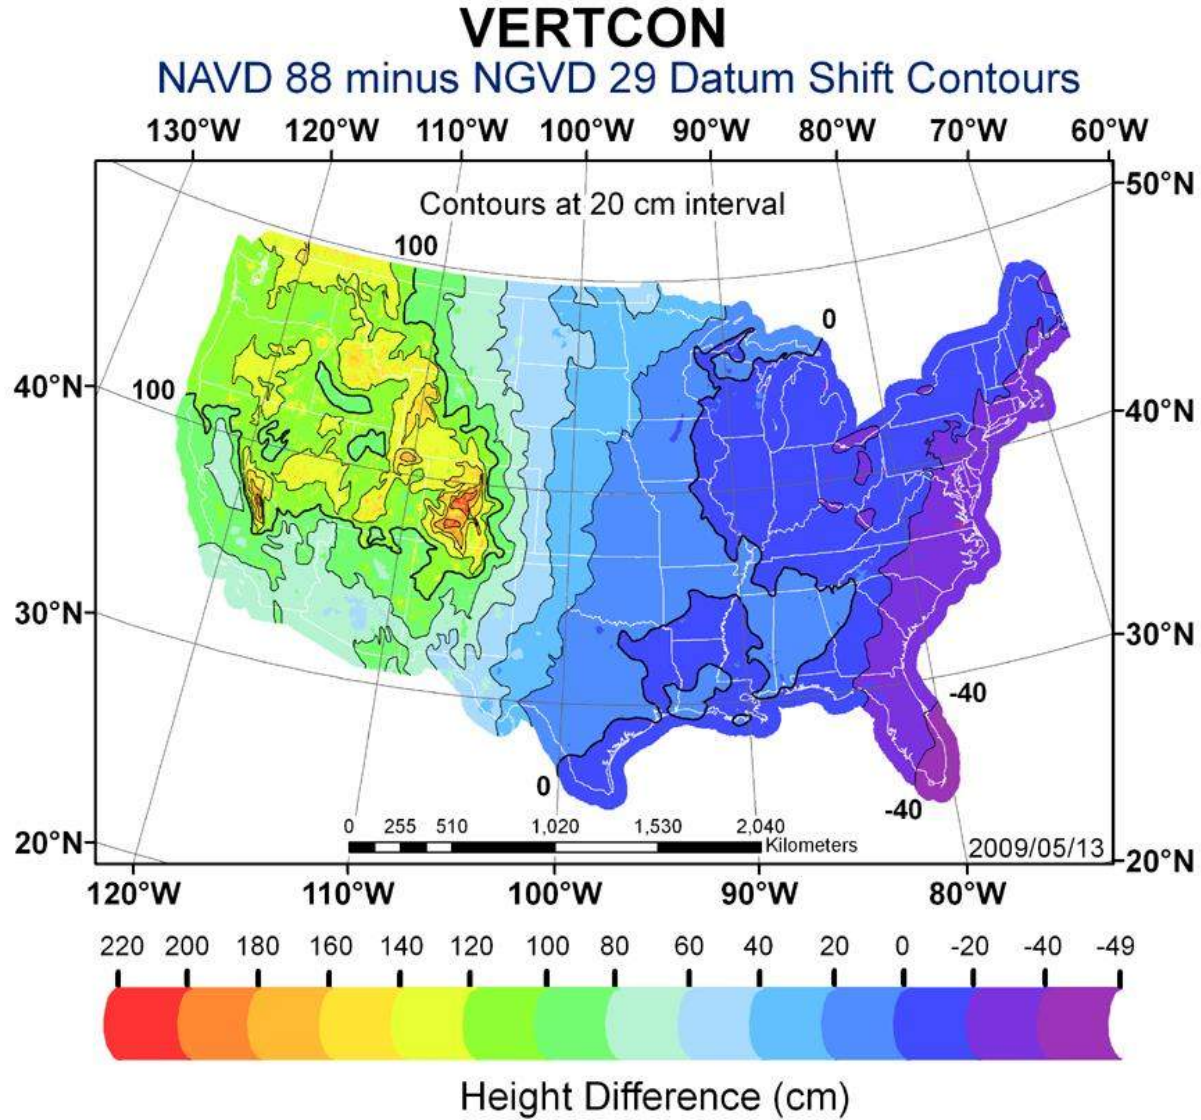 VERTCON
NAVD 88 minus NGVD 29 Datum Shift Contours
130°W 120°W 110°W 100°W 90°W 80°W 70°W 60°W
50°N
Contours at 20 cm interval
100
0
40°N
100
40°N
30°N
30°N
-40
0
-40
0 255 510 1,020 1,530 2,040
Kilometers
2009/05/13
20°N
20°N
120°W 110°W 100°W 90°W 80°W
220 200 180 160 140 120 100 80 60 40 20 0 -20 -40 -49
Height Difference (cm)